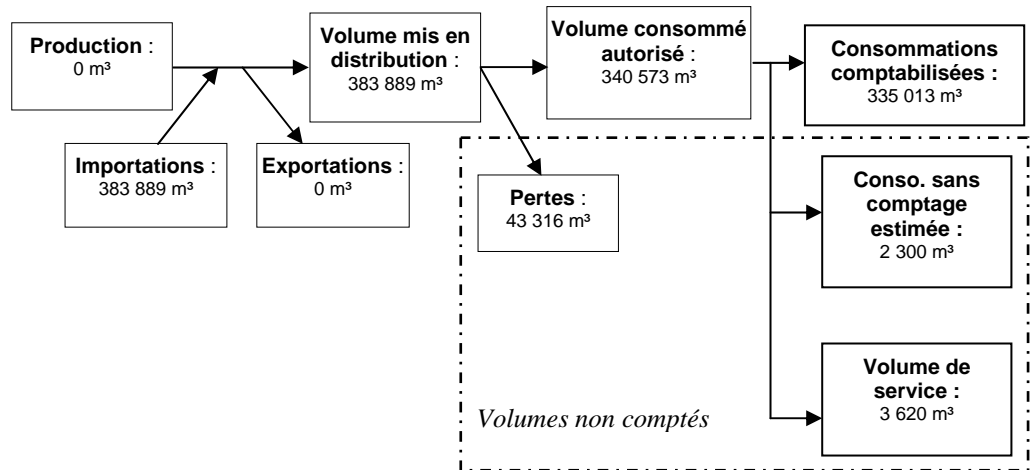 Production :
0 m³
Volume mis en
distribution :
383 889 m³
Volume consommé
autorisé :
340 573 m³
Consommations
comptabilisées :
335 013 m³
Importations :
383 889 m³
Exportations :
0 m³
Pertes :
43 316 m³
Conso. sans
comptage
estimée :
2 300 m³
Volume de
service :
3 620 m³
Volumes non comptés